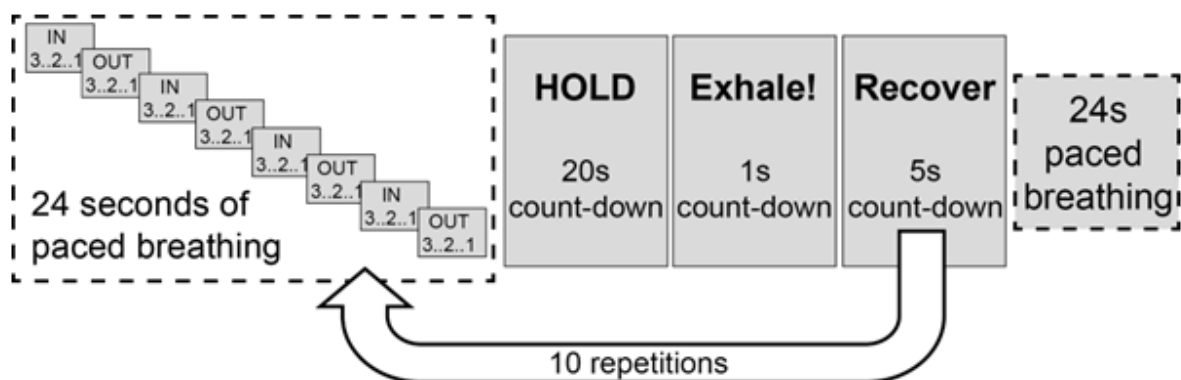 IN
3..2..1
OUT
3..2..1
IN
3..2..1
OUT
3..2..1
IN
3..2..1
OUT
3..2..1
IN
3..2..1
OUT
3..2..1
24 seconds of
paced breathing
HOLD
20s
count-down
Exhale!
1s
count-down
Recover
5s
count-down
24s
paced
breathing
10 repetitions